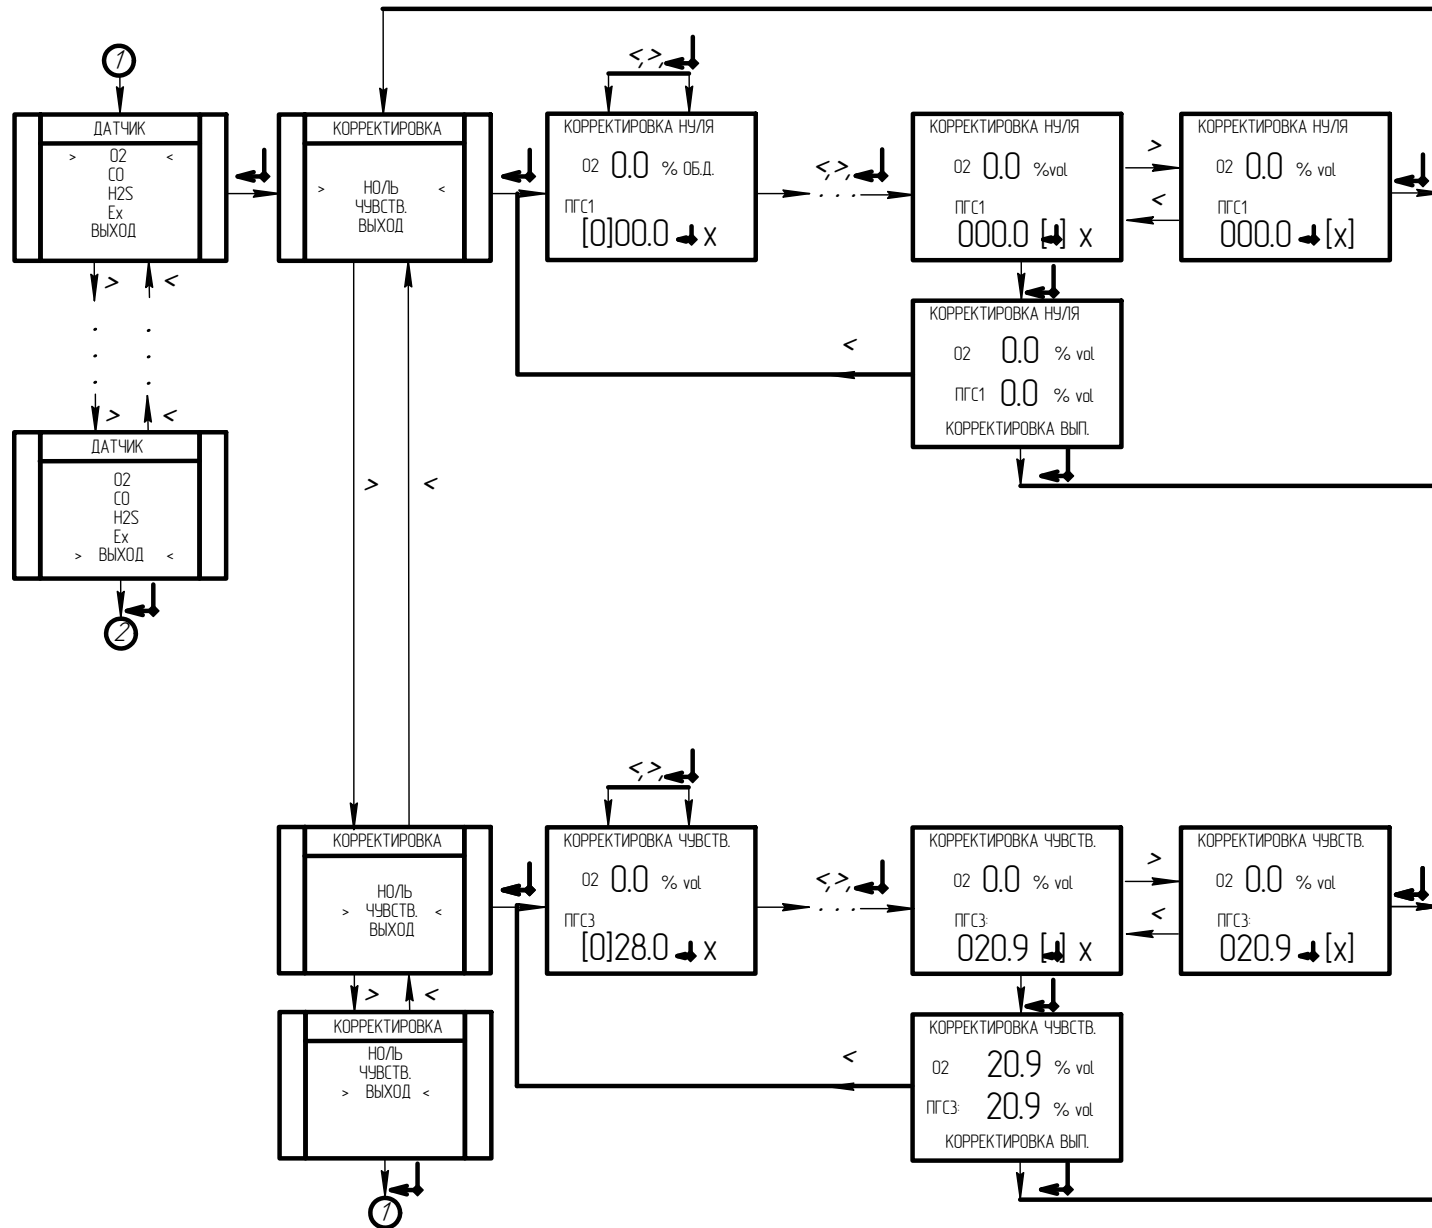 1
ДАТЧИК
> O2 <
CO
H2S
Ex
ВЫХОД
КОРРЕКТИРОВКА
> НОЛЬ <
ЧУВСТВ.
ВЫХОД
<,>,
КОРРЕКТИРОВКА НУЛЯ
O2 0.0 % ОБ.Д.
ПГС1
[0]00.0 X
<,>,
. . .
КОРРЕКТИРОВКА НУЛЯ
O2 0.0 %vol
ПГС1
000.0 [ ] X
>
<
КОРРЕКТИРОВКА НУЛЯ
O2 0.0 % vol
ПГС1
000.0 [X]
> <
> <
КОРРЕКТИРОВКА НУЛЯ
O2 0.0 % vol
ПГС1 0.0 % vol
КОРРЕКТИРОВКА ВЫП.
<
ДАТЧИК
O2
CO
H2S
Ex
> ВЫХОД <
2
> <
КОРРЕКТИРОВКА
НОЛЬ
> ЧУВСТВ. <
ВЫХОД
<,>,
КОРРЕКТИРОВКА ЧУВСТВ.
O2 0.0 % vol
ПГС3
[0]28.0 X
<,>,
. . .
КОРРЕКТИРОВКА ЧУВСТВ.
O2 0.0 % vol
ПГС3:
020.9 [ ] X
>
<
КОРРЕКТИРОВКА ЧУВСТВ.
O2 0.0 % vol
ПГС3:
020.9 [X]
> <
КОРРЕКТИРОВКА
НОЛЬ
ЧУВСТВ.
> ВЫХОД <
<
КОРРЕКТИРОВКА ЧУВСТВ.
O2 20.9 % vol
ПГС3: 20.9 % vol
КОРРЕКТИРОВКА ВЫП.
1